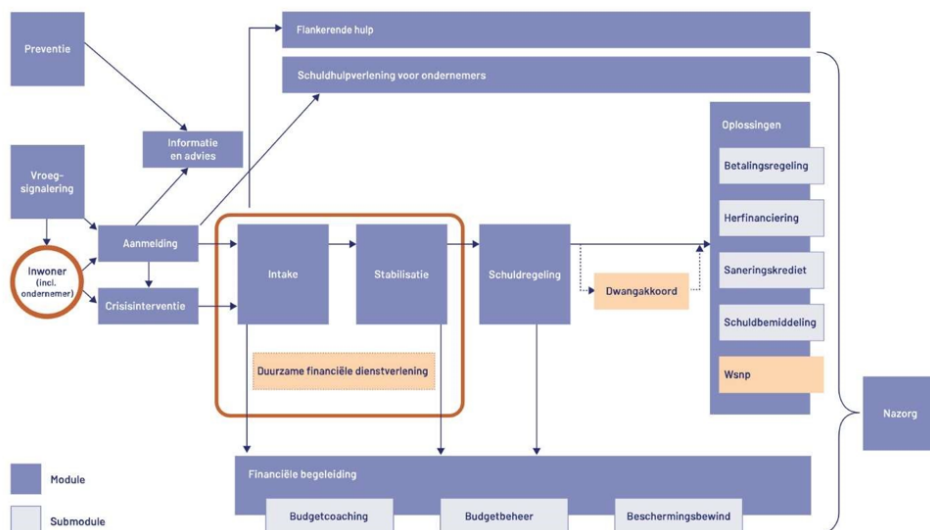 Flankerende hulp
Preventie
Schuldhulpverlening voor ondernemers
Oplossingen
Informatie
en advies
Betalingsregeling
Vroeg-
signalering
Herfinanciering
Aanmelding
Inwoner
(incl.
ondernemer)
Intake
Stabilisatie
Schuldregeling
Saneringskrediet
Dwangakkoord
Crisisinterventie
Schuldbemiddeling
Duurzame financiële dienstverlening
Wsnp
Nazorg
Financiële begeleiding
Module
Budgetcoaching
Budgetbeheer
Beschermingsbewind
Submodule